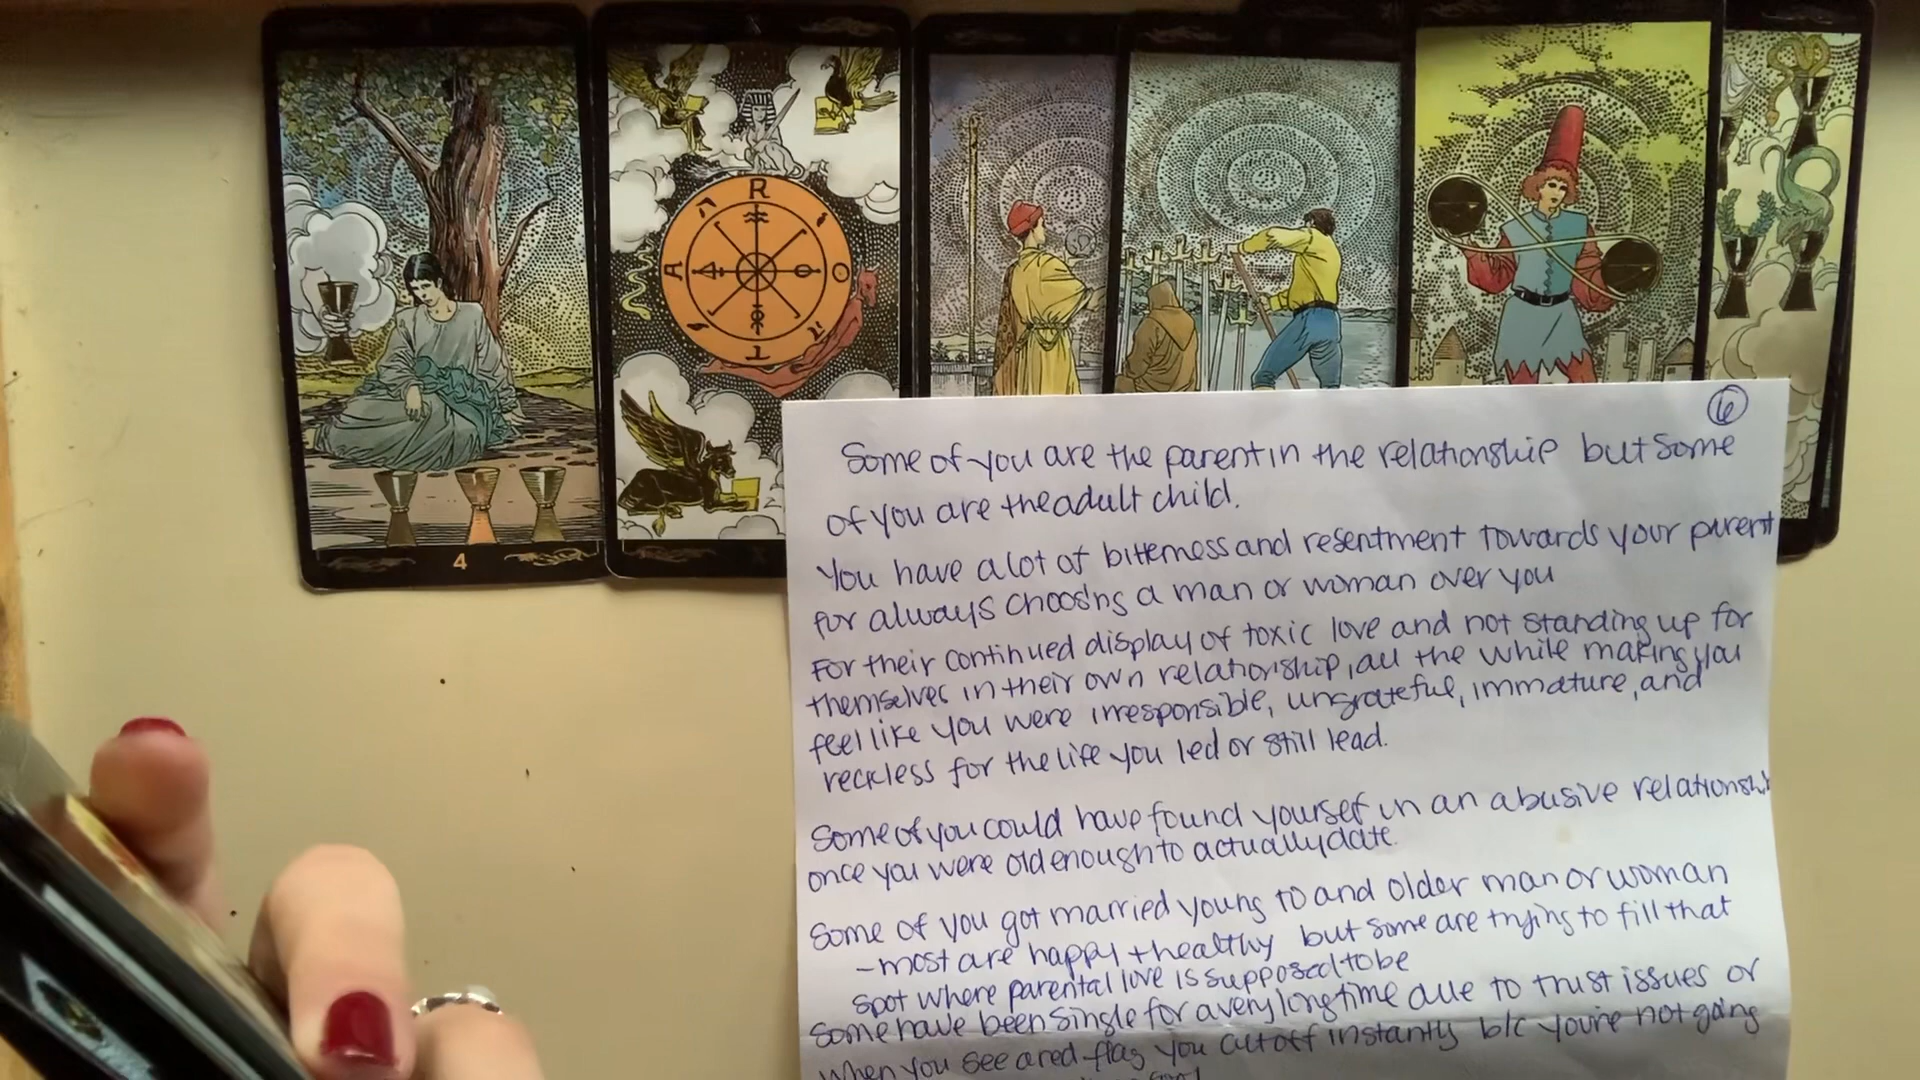 R
A
O
T
4
6
Some of you are the parent in the relationship but some
of you are the adult child.
You have a lot of bitterness and resentment towards your parent
for always choosing a man or woman over you
For their continued display of toxic love and not standing up for
themselves in their own relationship, all the while making you
feel like you were irresponsible, ungrateful, immature, and
reckless for the life you led or still lead.
Some of you could have found yourself in an abusive relationship
once you were old enough to actually date.
Some of you got married young to and older man or woman
- most are happy + healthy but some are trying to fill that
spot where parental love is supposed to be
Some have been single for a very long time due to trust issues or
when you see a red flag you cut off instantly b/c you're not going